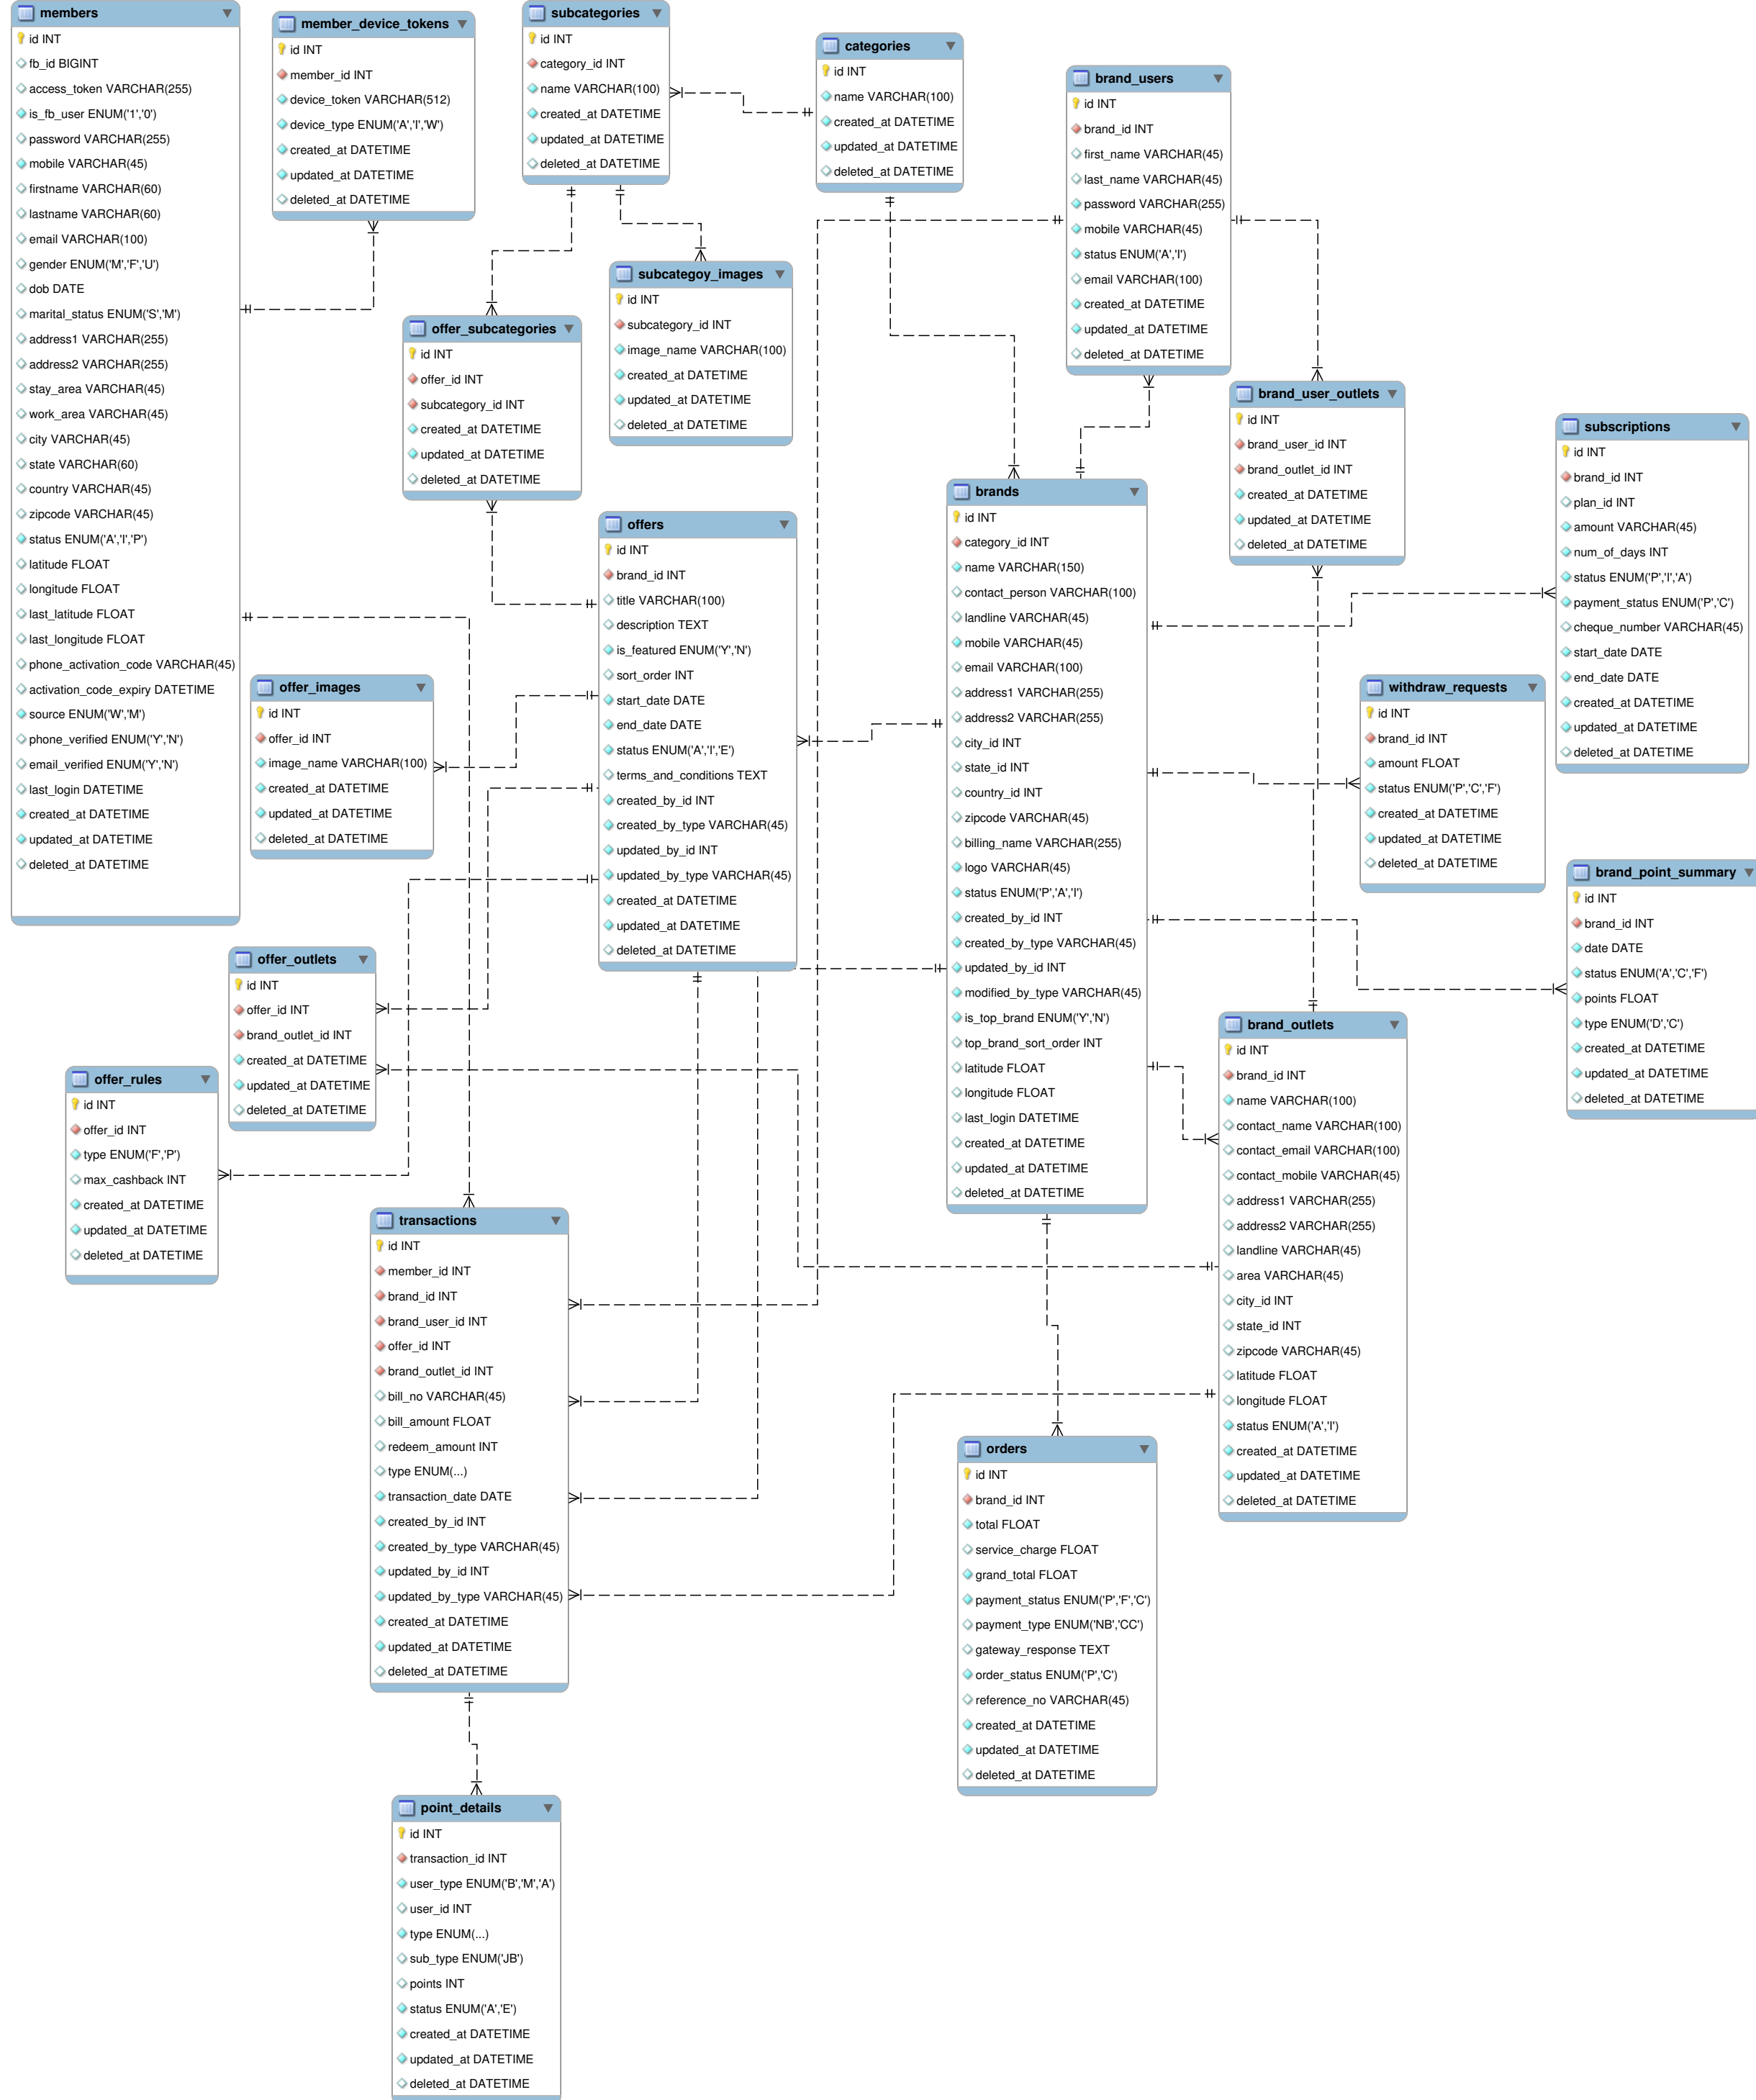 members
id INT
fb_id BIGINT
access_token VARCHAR(255)
is_fb_user ENUM('1','0')
password VARCHAR(255)
mobile VARCHAR(45)
firstname VARCHAR(60)
lastname VARCHAR(60)
email VARCHAR(100)
gender ENUM('M','F','U')
dob DATE
marital_status ENUM('S','M')
address1 VARCHAR(255)
address2 VARCHAR(255)
stay_area VARCHAR(45)
work_area VARCHAR(45)
city VARCHAR(45)
state VARCHAR(60)
country VARCHAR(45)
zipcode VARCHAR(45)
status ENUM('A','I','P')
latitude FLOAT
longitude FLOAT
last_latitude FLOAT
last_longitude FLOAT
phone_activation_code VARCHAR(45)
activation_code_expiry DATETIME
source ENUM('W','M')
phone_verified ENUM('Y','N')
email_verified ENUM('Y','N')
last_login DATETIME
created_at DATETIME
updated_at DATETIME
deleted_at DATETIME
member_device_tokens
id INT
member_id INT
device_token VARCHAR(512)
device_type ENUM('A','I','W')
created_at DATETIME
updated_at DATETIME
deleted_at DATETIME
subcategories
id INT
category_id INT
name VARCHAR(100)
created_at DATETIME
updated_at DATETIME
deleted_at DATETIME
categories
id INT
name VARCHAR(100)
created_at DATETIME
updated_at DATETIME
deleted_at DATETIME
brand_users
id INT
brand_id INT
first_name VARCHAR(45)
last_name VARCHAR(45)
password VARCHAR(255)
mobile VARCHAR(45)
status ENUM('A','I')
email VARCHAR(100)
created_at DATETIME
updated_at DATETIME
deleted_at DATETIME
subcategoy_images
id INT
subcategory_id INT
image_name VARCHAR(100)
created_at DATETIME
updated_at DATETIME
deleted_at DATETIME
offer_subcategories
id INT
offer_id INT
subcategory_id INT
created_at DATETIME
updated_at DATETIME
deleted_at DATETIME
brand_user_outlets
id INT
brand_user_id INT
brand_outlet_id INT
created_at DATETIME
updated_at DATETIME
deleted_at DATETIME
subscriptions
id INT
brand_id INT
plan_id INT
amount VARCHAR(45)
num_of_days INT
status ENUM('P','I','A')
payment_status ENUM('P','C')
cheque_number VARCHAR(45)
start_date DATE
end_date DATE
created_at DATETIME
updated_at DATETIME
deleted_at DATETIME
brands
id INT
category_id INT
name VARCHAR(150)
contact_person VARCHAR(100)
landline VARCHAR(45)
mobile VARCHAR(45)
email VARCHAR(100)
address1 VARCHAR(255)
address2 VARCHAR(255)
city_id INT
state_id INT
country_id INT
zipcode VARCHAR(45)
billing_name VARCHAR(255)
logo VARCHAR(45)
status ENUM('P','A','I')
created_by_id INT
created_by_type VARCHAR(45)
updated_by_id INT
modified_by_type VARCHAR(45)
is_top_brand ENUM('Y','N')
top_brand_sort_order INT
latitude FLOAT
longitude FLOAT
last_login DATETIME
created_at DATETIME
updated_at DATETIME
deleted_at DATETIME
offers
id INT
brand_id INT
title VARCHAR(100)
description TEXT
is_featured ENUM('Y','N')
sort_order INT
start_date DATE
end_date DATE
status ENUM('A','I','E')
terms_and_conditions TEXT
created_by_id INT
created_by_type VARCHAR(45)
updated_by_id INT
updated_by_type VARCHAR(45)
created_at DATETIME
updated_at DATETIME
deleted_at DATETIME
offer_images
id INT
offer_id INT
image_name VARCHAR(100)
created_at DATETIME
updated_at DATETIME
deleted_at DATETIME
withdraw_requests
id INT
brand_id INT
amount FLOAT
status ENUM('P','C','F')
created_at DATETIME
updated_at DATETIME
deleted_at DATETIME
brand_point_summary
id INT
brand_id INT
date DATE
status ENUM('A','C','F')
points FLOAT
type ENUM('D','C')
created_at DATETIME
updated_at DATETIME
deleted_at DATETIME
offer_outlets
id INT
offer_id INT
brand_outlet_id INT
created_at DATETIME
updated_at DATETIME
deleted_at DATETIME
brand_outlets
id INT
brand_id INT
name VARCHAR(100)
contact_name VARCHAR(100)
contact_email VARCHAR(100)
contact_mobile VARCHAR(45)
address1 VARCHAR(255)
address2 VARCHAR(255)
landline VARCHAR(45)
area VARCHAR(45)
city_id INT
state_id INT
zipcode VARCHAR(45)
latitude FLOAT
longitude FLOAT
status ENUM('A','I')
created_at DATETIME
updated_at DATETIME
deleted_at DATETIME
offer_rules
id INT
offer_id INT
type ENUM('F','P')
max_cashback INT
created_at DATETIME
updated_at DATETIME
deleted_at DATETIME
transactions
id INT
member_id INT
brand_id INT
brand_user_id INT
offer_id INT
brand_outlet_id INT
bill_no VARCHAR(45)
bill_amount FLOAT
redeem_amount INT
type ENUM(...)
transaction_date DATE
created_by_id INT
created_by_type VARCHAR(45)
updated_by_id INT
updated_by_type VARCHAR(45)
created_at DATETIME
updated_at DATETIME
deleted_at DATETIME
orders
id INT
brand_id INT
total FLOAT
service_charge FLOAT
grand_total FLOAT
payment_status ENUM('P','F','C')
payment_type ENUM('NB','CC')
gateway_response TEXT
order_status ENUM('P','C')
reference_no VARCHAR(45)
created_at DATETIME
updated_at DATETIME
deleted_at DATETIME
point_details
id INT
transaction_id INT
user_type ENUM('B','M','A')
user_id INT
type ENUM(...)
sub_type ENUM('JB')
points INT
status ENUM('A','E')
created_at DATETIME
updated_at DATETIME
deleted_at DATETIME